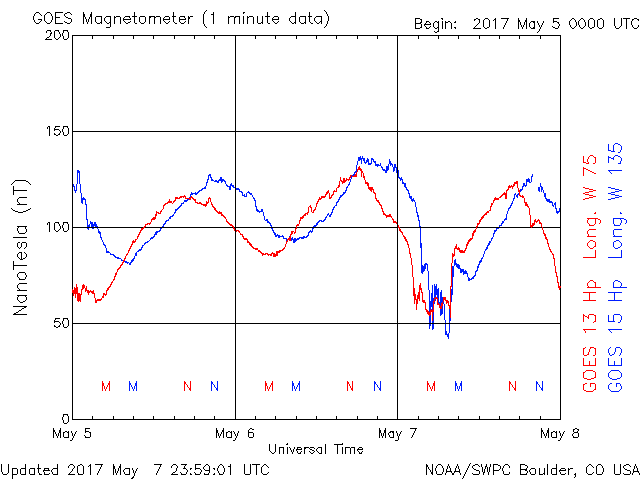 GOES Magnetometer (1 minute data)
Begin: 2017 May 5 0000 UTC
200
150
100
50
0
NanoTesla (nT)
M M N N M M N N M M N N
May 5 May 6 May 7 May 8
Universal Time
GOES 13 Hp Long. W 75
GOES 15 Hp Long. W 135
Updated 2017 May 7 23:59:01 UTC
NOAA/SWPC Boulder, CO USA